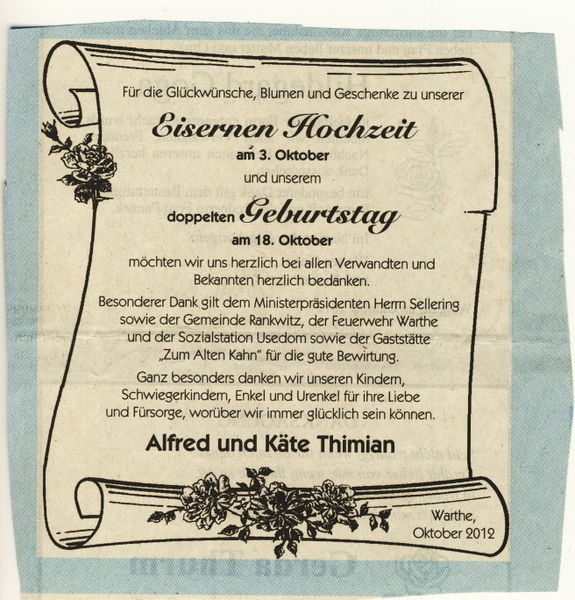 Für die Glückwünsche, Blumen und Geschenke zu unserer
Eisernen Hochzeit
am 3. Oktober
und unserem
doppelten Geburtstag
am 18. Oktober
möchten wir uns herzlich bei allen Verwandten und
Bekannten herzlich bedanken.
Besonderer Dank gilt dem Ministerpräsidenten Herrn Sellering
sowie der Gemeinde Rankwitz, der Feuerwehr Warthe
und der Sozialstation Usedom sowie der Gaststätte
„Zum Alten Kahn" für die gute Bewirtung.
Ganz besonders danken wir unseren Kindern,
Schwiegerkindern, Enkel und Urenkel für ihre Liebe
und Fürsorge, worüber wir immer glücklich sein können.
Alfred und Käte Thimian
Warthe,
Oktober 2012